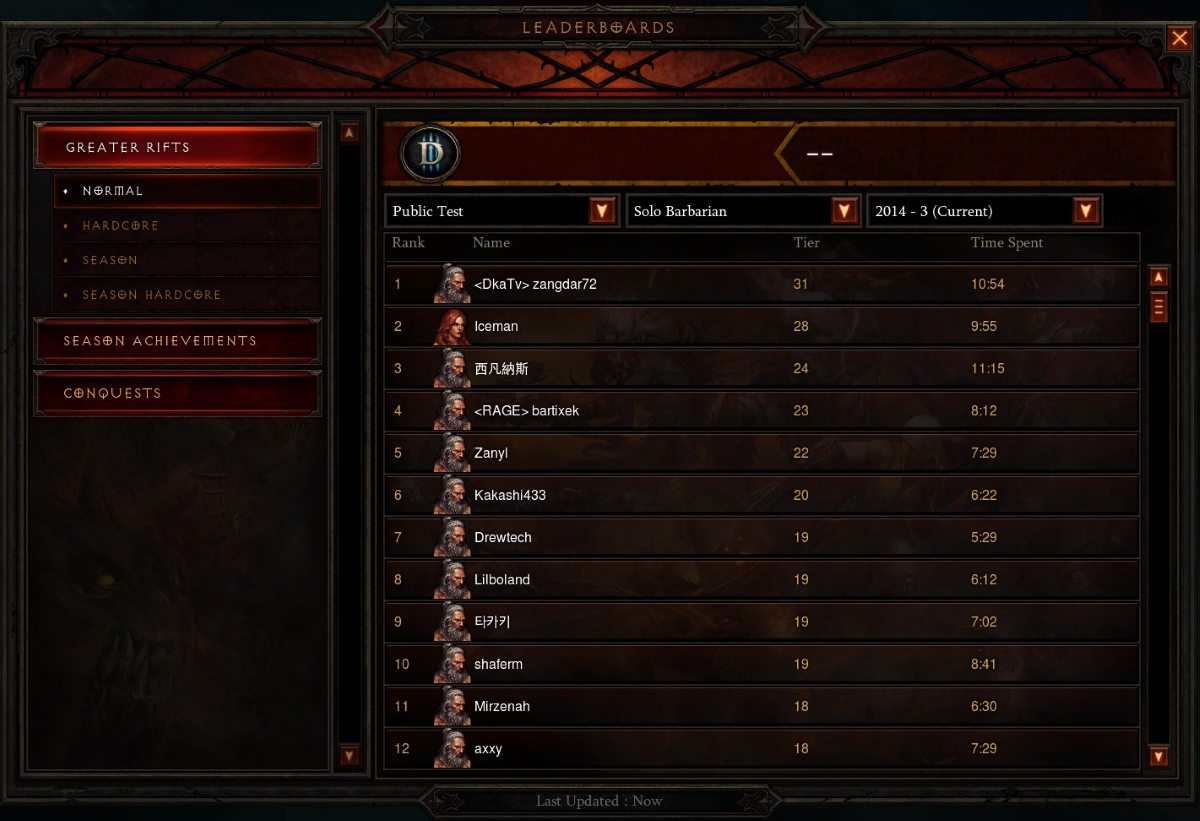 LEADERBOARDS
GREATER RIFTS
NORMAL
HARDCORE
SEASON
SEASON HARDCORE
SEASON ACHIEVEMENTS
CONQUESTS
D --
Public Test Solo Barbarian 2014 - 3 (Current)
Rank Name Tier Time Spent
1 <DkaTv> zangdar72 31 10:54
2 Iceman 28 9:55
3 西凡納斯 24 11:15
4 <RAGE> bartixek 23 8:12
5 Zanyl 22 7:29
6 Kakashi433 20 6:22
7 Drewtech 19 5:29
8 Lilboland 19 6:12
9 타카키 19 7:02
10 shaferm 19 8:41
11 Mirzenah 18 6:30
12 axxy 18 7:29
Last Updated : Now